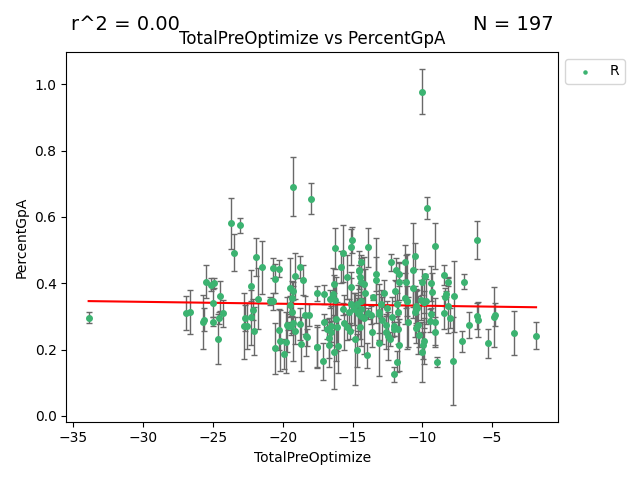 r^2 = 0.00
N = 197
TotalPreOptimize vs PercentGpA
R
PercentGpA
1.0
0.8
0.6
0.4
0.2
0.0
−35 −30 −25 −20 −15 −10 −5
TotalPreOptimize